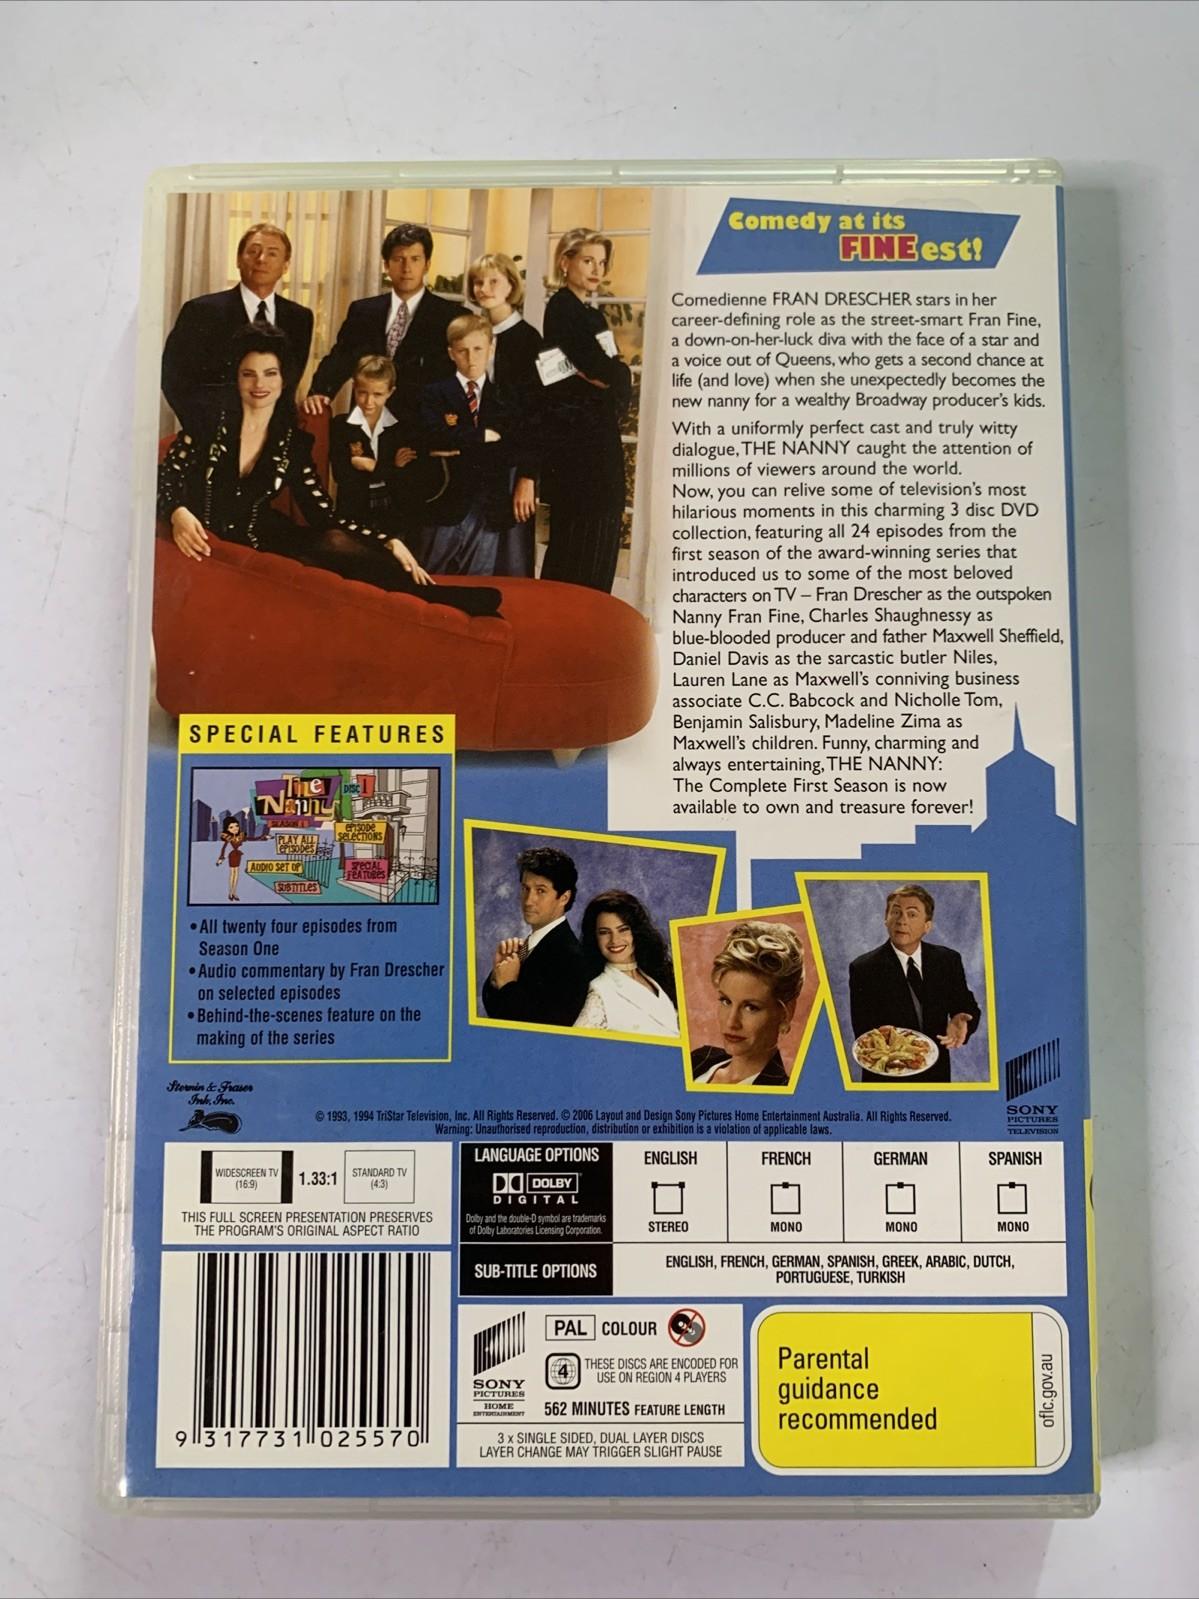 Comedy at its
FINEest!
Comedienne FRAN DRESCHER stars in her
career-defining role as the street-smart Fran Fine,
a down-on-her-luck diva with the face of a star and
a voice out of Queens, who gets a second chance at
life (and love) when she unexpectedly becomes the
new nanny for a wealthy Broadway producer's kids.
With a uniformly perfect cast and truly witty
dialogue, THE NANNY caught the attention of
millions of viewers around the world.
Now, you can relive some of television's most
hilarious moments in this charming 3 disc DVD
collection, featuring all 24 episodes from the
first season of the award-winning series that
introduced us to some of the most beloved
characters on TV – Fran Drescher as the outspoken
Nanny Fran Fine, Charles Shaughnessy as
blue-blooded producer and father Maxwell Sheffield,
Daniel Davis as the sarcastic butler Niles,
Lauren Lane as Maxwell's conniving business
associate C.C. Babcock and Nicholle Tom,
Benjamin Salisbury, Madeline Zima as
Maxwell's children. Funny, charming and
always entertaining, THE NANNY:
The Complete First Season is now
available to own and treasure forever!
SPECIAL FEATURES
The
Nanny
DISC 1
SEASON 1
PLAY ALL
EPISODES
EPISODE
SELECTIONS
AUDIO SET UP
SPECIAL
FEATURES
SUBTITLES
• All twenty four episodes from
Season One
• Audio commentary by Fran Drescher
on selected episodes
• Behind-the-scenes feature on the
making of the series
Sternin & Fraser
Ink, Inc.
SONY
PICTURES
TELEVISION
© 1993, 1994 TriStar Television, Inc. All Rights Reserved. © 2006 Layout and Design Sony Pictures Home Entertainment Australia. All Rights Reserved.
Warning: Unauthorised reproduction, distribution or exhibition is a violation of applicable laws.
WIDESCREEN TV
(16:9)
1.33:1
STANDARD TV
(4:3)
THIS FULL SCREEN PRESENTATION PRESERVES
THE PROGRAM'S ORIGINAL ASPECT RATIO
LANGUAGE OPTIONS
DOLBY
DIGITAL
Dolby and the double-D symbol are trademarks
of Dolby Laboratories Licensing Corporation.
ENGLISH
STEREO
FRENCH
MONO
GERMAN
MONO
SPANISH
MONO
SUB-TITLE OPTIONS
ENGLISH, FRENCH, GERMAN, SPANISH, GREEK, ARABIC, DUTCH,
PORTUGUESE, TURKISH
9 317731 025570
SONY
PICTURES
HOME
ENTERTAINMENT
PAL COLOUR
4
THESE DISCS ARE ENCODED FOR
USE ON REGION 4 PLAYERS
562 MINUTES FEATURE LENGTH
3 x SINGLE SIDED, DUAL LAYER DISCS
LAYER CHANGE MAY TRIGGER SLIGHT PAUSE
Parental
guidance
recommended
oflc.gov.au